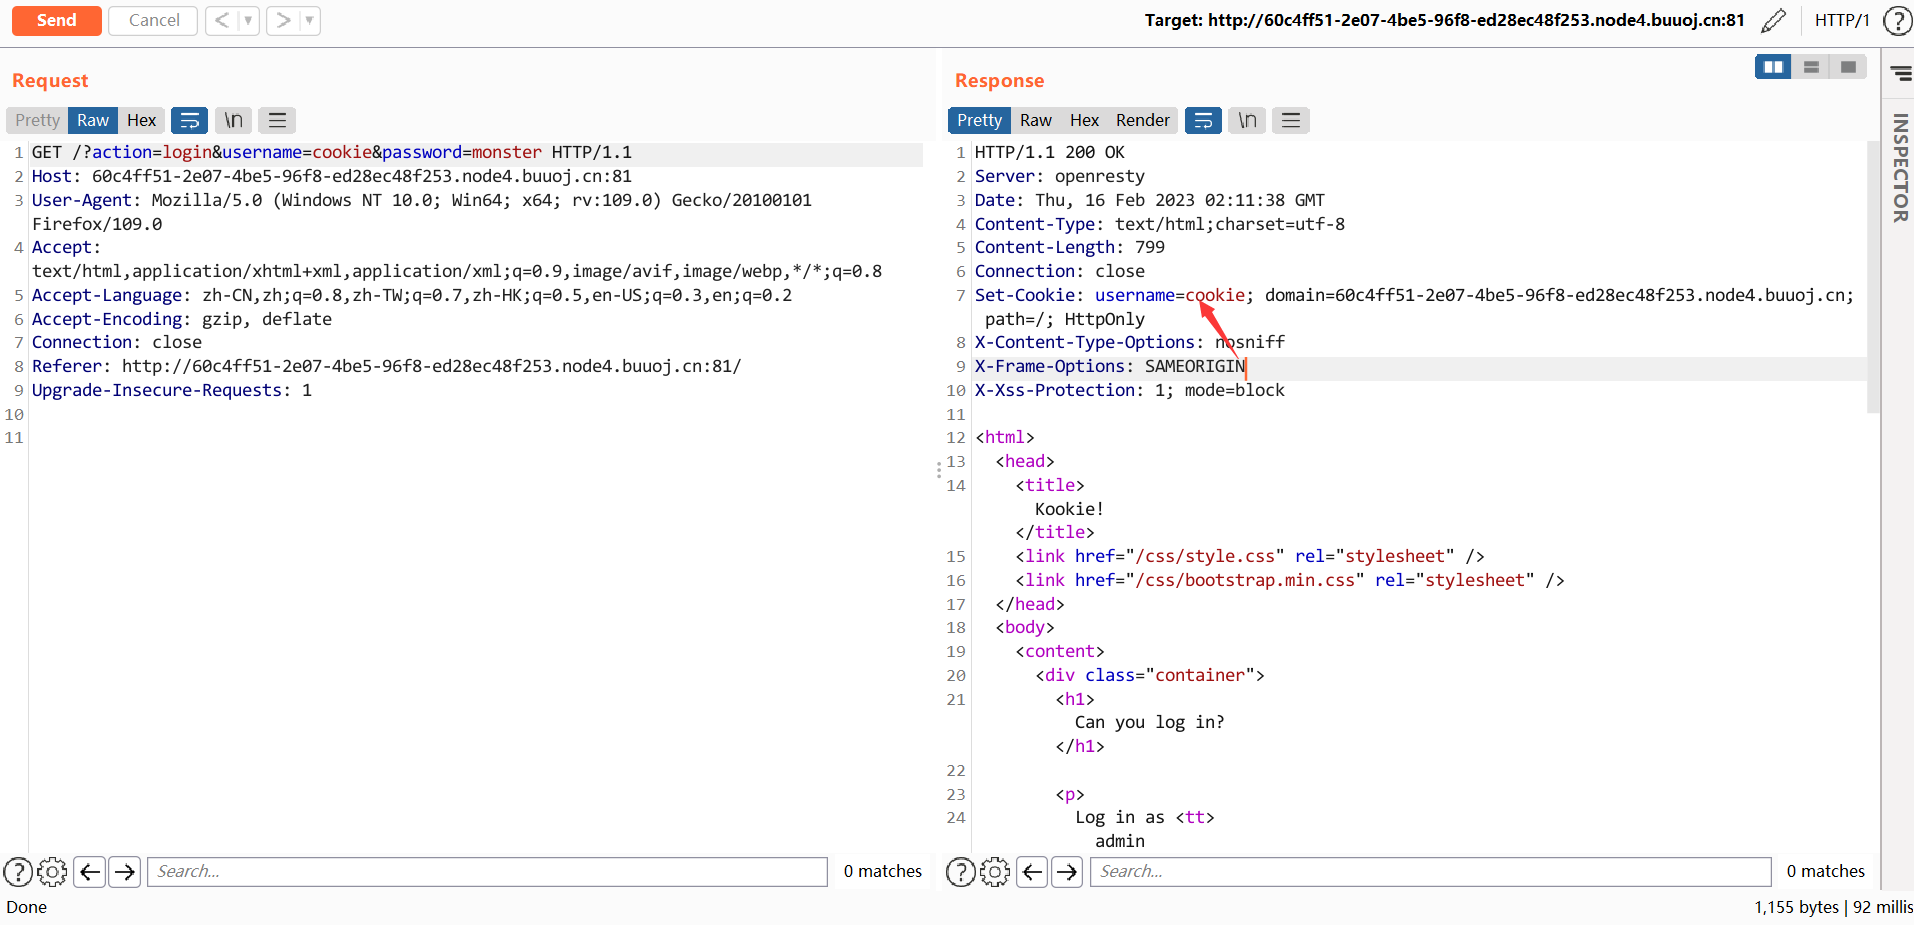 Send Cancel < ▼ > ▼ Target: http://60c4ff51-2e07-4be5-96f8-ed28ec48f253.node4.buuoj.cn:81 HTTP/1 ?
Request
Pretty Raw Hex \n
1 GET /?action=login&username=cookie&password=monster HTTP/1.1
2 Host: 60c4ff51-2e07-4be5-96f8-ed28ec48f253.node4.buuoj.cn:81
3 User-Agent: Mozilla/5.0 (Windows NT 10.0; Win64; x64; rv:109.0) Gecko/20100101
Firefox/109.0
4 Accept:
text/html,application/xhtml+xml,application/xml;q=0.9,image/avif,image/webp,*/*;q=0.8
5 Accept-Language: zh-CN,zh;q=0.8,zh-TW;q=0.7,zh-HK;q=0.5,en-US;q=0.3,en;q=0.2
6 Accept-Encoding: gzip, deflate
7 Connection: close
8 Referer: http://60c4ff51-2e07-4be5-96f8-ed28ec48f253.node4.buuoj.cn:81/
9 Upgrade-Insecure-Requests: 1
10
11
? Search... 0 matches
Response
Pretty Raw Hex Render \n
1 HTTP/1.1 200 OK
2 Server: openresty
3 Date: Thu, 16 Feb 2023 02:11:38 GMT
4 Content-Type: text/html;charset=utf-8
5 Content-Length: 799
6 Connection: close
7 Set-Cookie: username=cookie; domain=60c4ff51-2e07-4be5-96f8-ed28ec48f253.node4.buuoj.cn;
path=/; HttpOnly
8 X-Content-Type-Options: nosniff
9 X-Frame-Options: SAMEORIGIN
10 X-Xss-Protection: 1; mode=block
11
12 <html>
13 <head>
14 <title>
Kookie!
</title>
15 <link href="/css/style.css" rel="stylesheet" />
16 <link href="/css/bootstrap.min.css" rel="stylesheet" />
17 </head>
18 <body>
19 <content>
20 <div class="container">
21 <h1>
Can you log in?
</h1>
22
23 <p>
24 Log in as <tt>
admin
? Search... 0 matches
INSPECTOR
Done 1,155 bytes | 92 millis